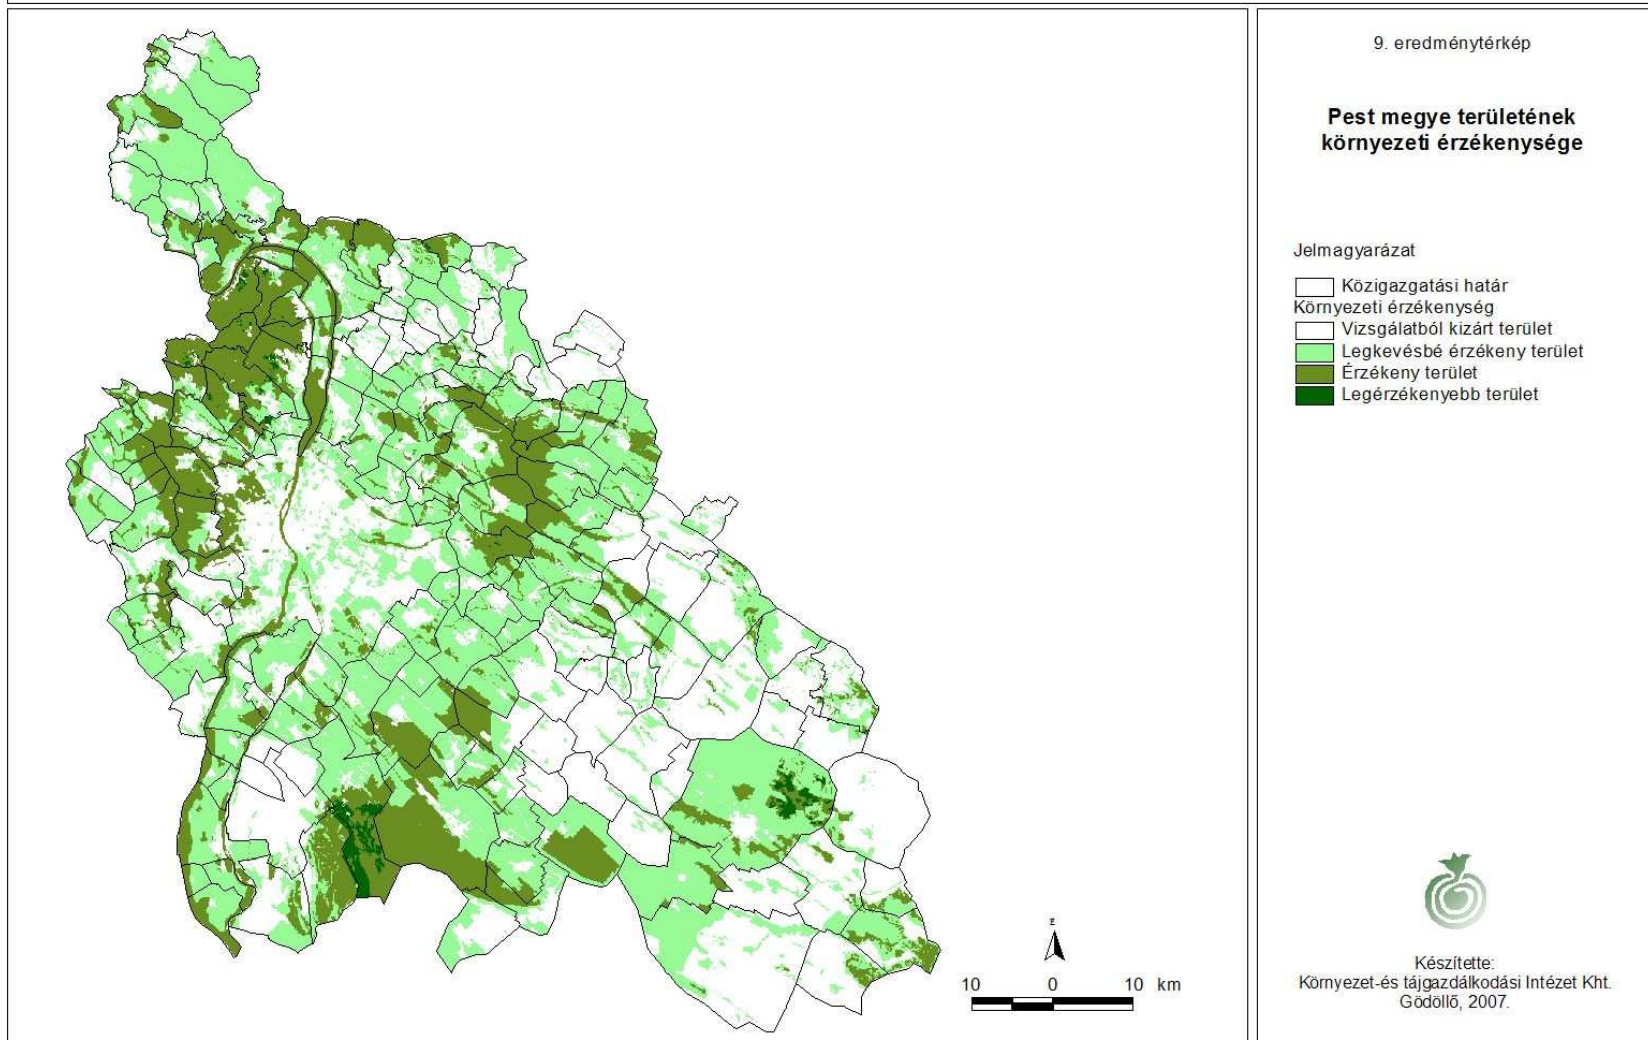 9. eredménytérkép
Pest megye területének
környezeti érzékenysége
Jelmagyarázat
Közigazgatási határ
Környezeti érzékenység
Vizsgálatból kizárt terület
Legkevésbé érzékeny terület
Érzékeny terület
Legérzékenyebb terület
É
10 0 10 km
Készítette:
Környezet-és tájgazdálkodási Intézet Kht.
Gödöllő, 2007.